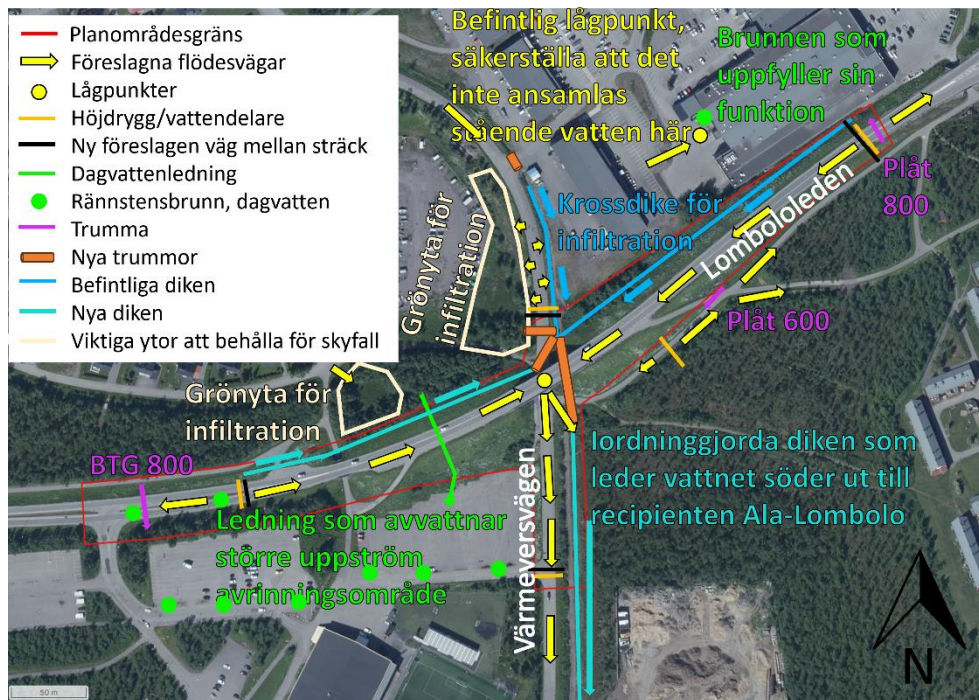 Planområdesgräns
Föreslagna flödesvägar
Lågpunkter
Höjdrygg/vattendelare
Ny föreslagen väg mellan sträck
Dagvattenledning
Rännstensbrunn, dagvatten
Trumma
Nya trummor
Befintliga diken
Nya diken
Viktiga ytor att behålla för skyfall
Befintlig lågpunkt,
säkerställa att det
inte ansamlas
stående vatten här
Brunnen som
uppfyller sin
funktion
Plåt
800
Lombololeden
Krossdike för
infiltration
Grönyta för
infiltration
Plåt 600
Grönyta för
infiltration
BTG 800
Iordninggjorda diken som
leder vattnet söder ut till
recipienten Ala-Lombolo
Ledning som avvattnar
större uppström
avrinningsområde
Värmeversvägen
N
50 m